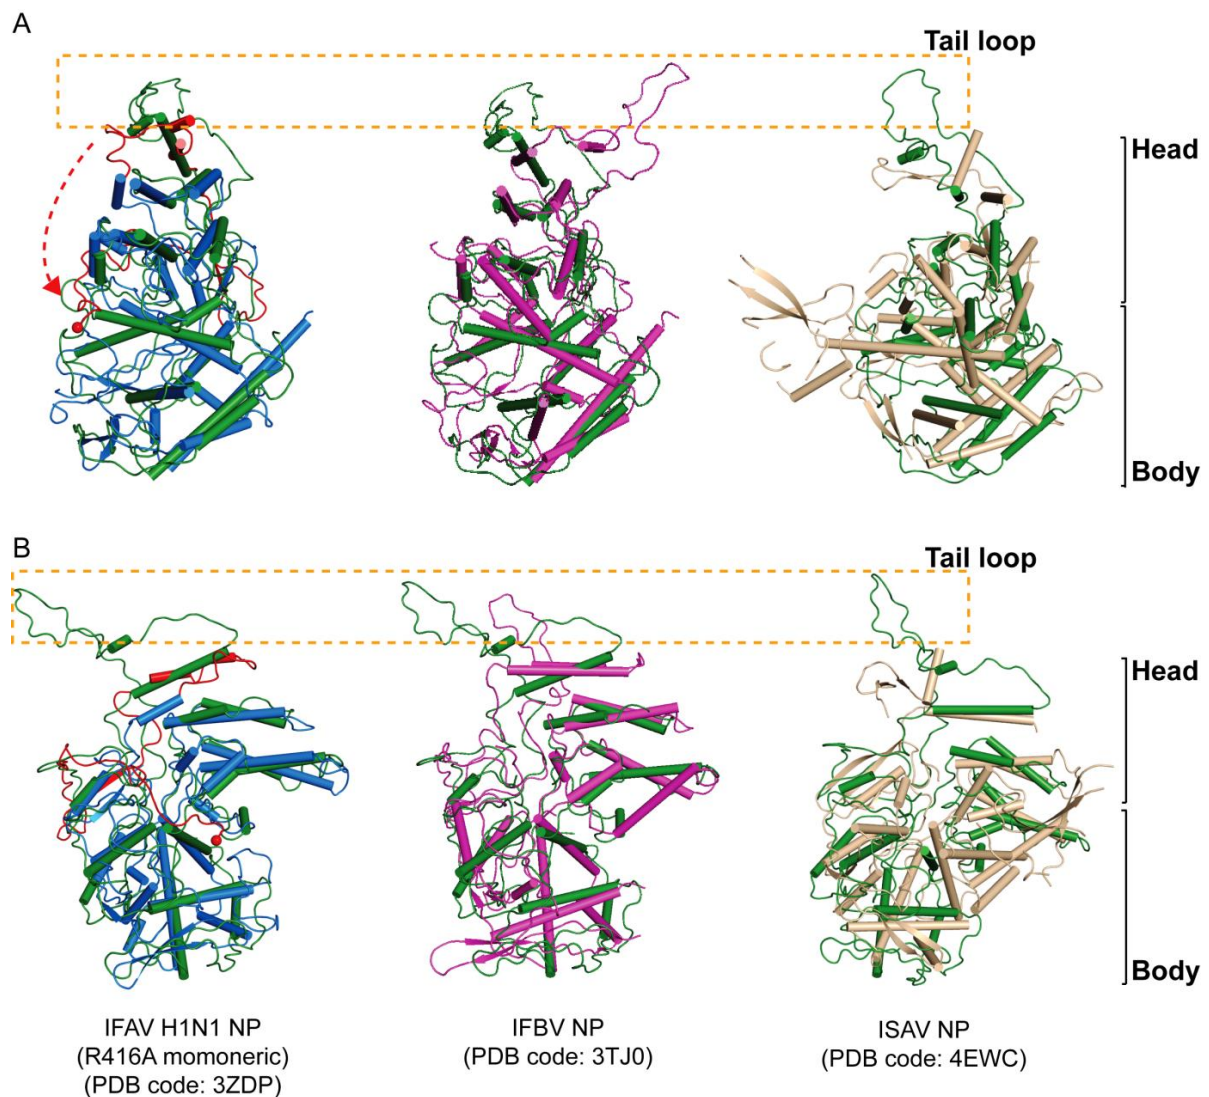 A
Tail loop
Head
Body
B
Tail loop
Head
Body
IFAV H1N1 NP
(R416A momoneric)
(PDB code: 3ZDP)
IFBV NP
(PDB code: 3TJ0)
ISAV NP
(PDB code: 4EWC)